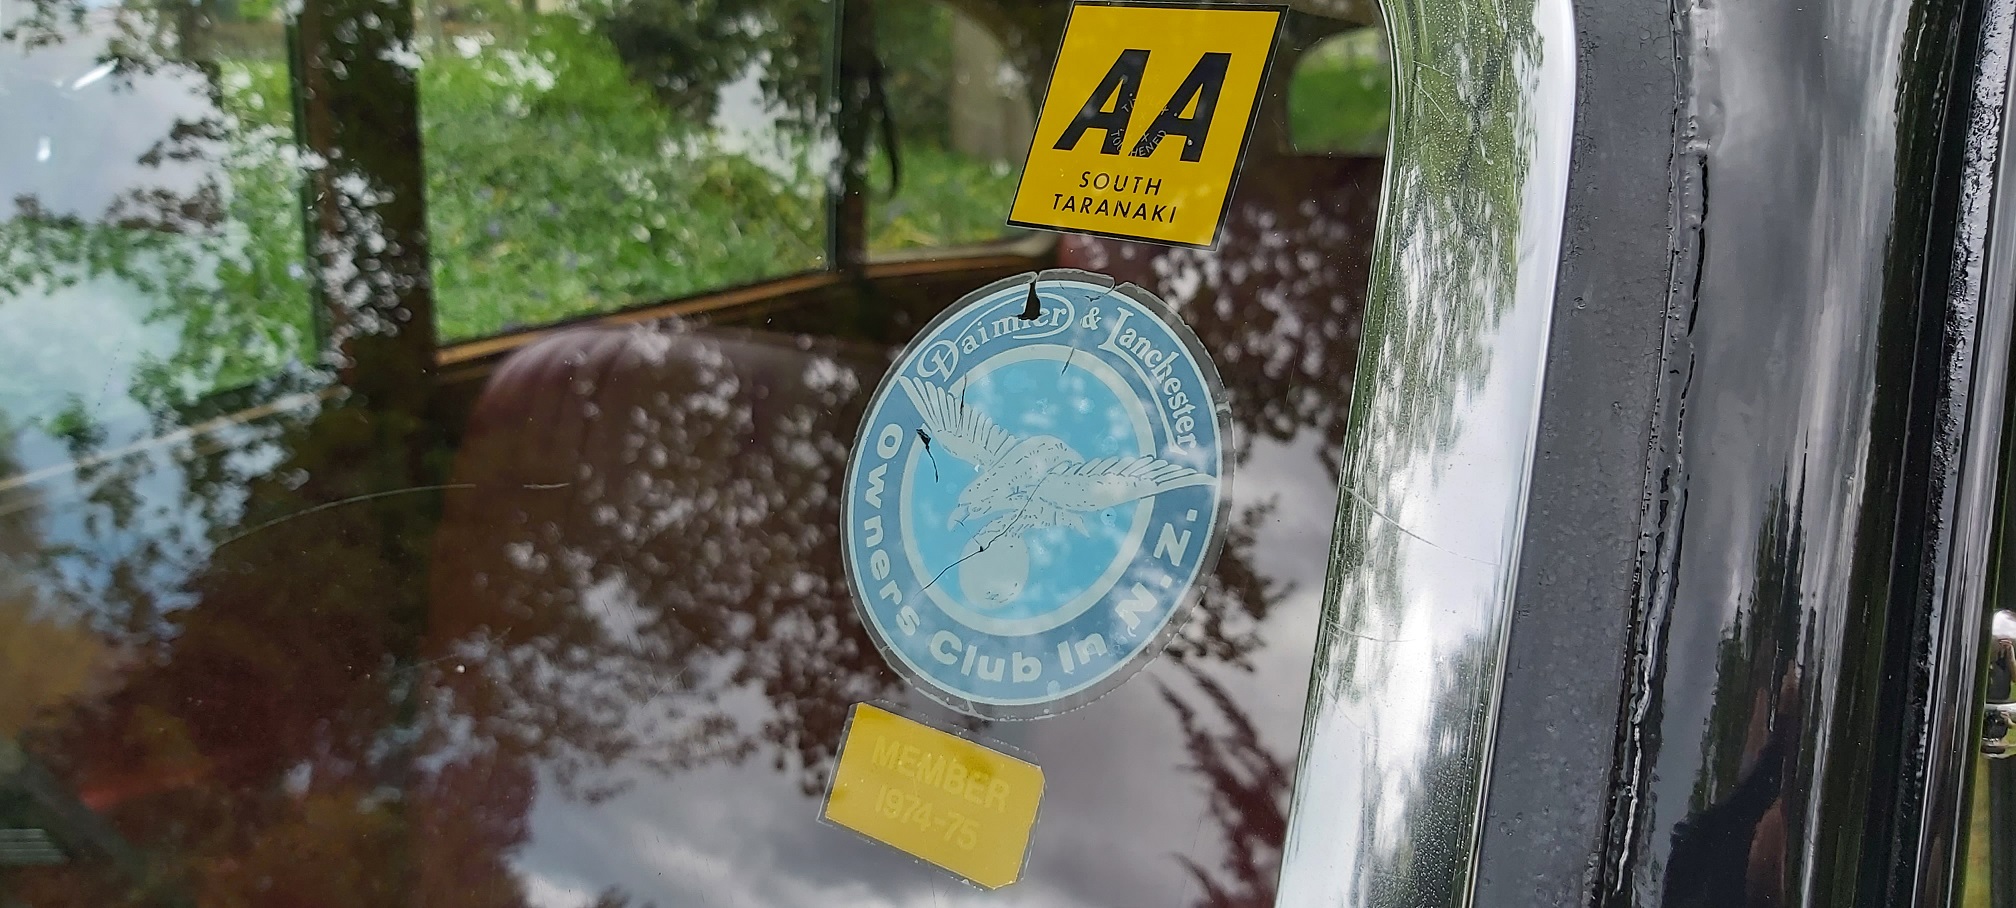 AA
SOUTH
TARANAKI
Daimler & Lanchester
Owners Club In N.Z.
MEMBER
1974-75